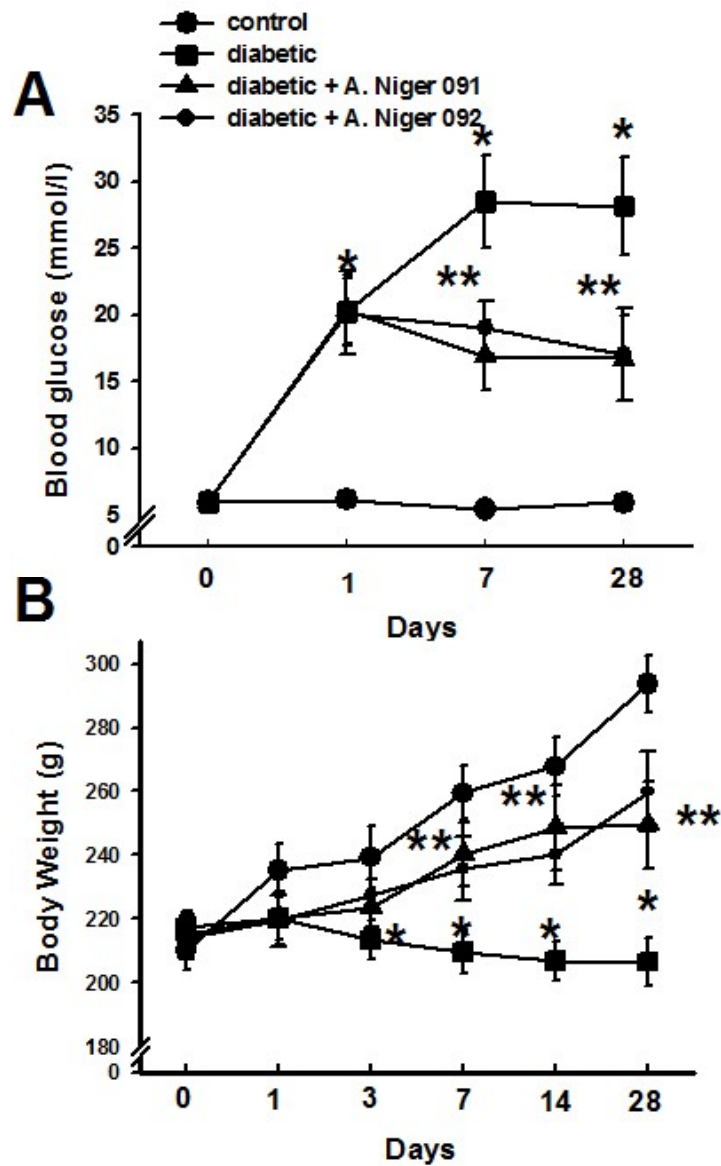 control
diabetic
A
diabetic + A. Niger 091
diabetic + A. Niger 092
Blood glucose (mmol/l)
35
30
25
20
15
10
5
0
*
*
*
**
**
0 1 7 28
Days
B
Body Weight (g)
300
280
260
240
220
200
180
0
**
**
**
*
*
*
*
0 1 3 7 14 28
Days